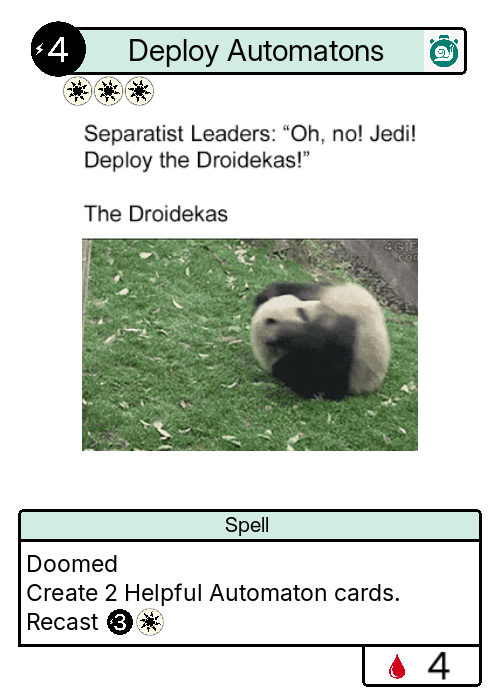 4 Deploy Automatons
Separatist Leaders: “Oh, no! Jedi!
Deploy the Droidekas!”
The Droidekas
4GIFS
.com
Spell
Doomed
Create 2 Helpful Automaton cards.
Recast 3
4